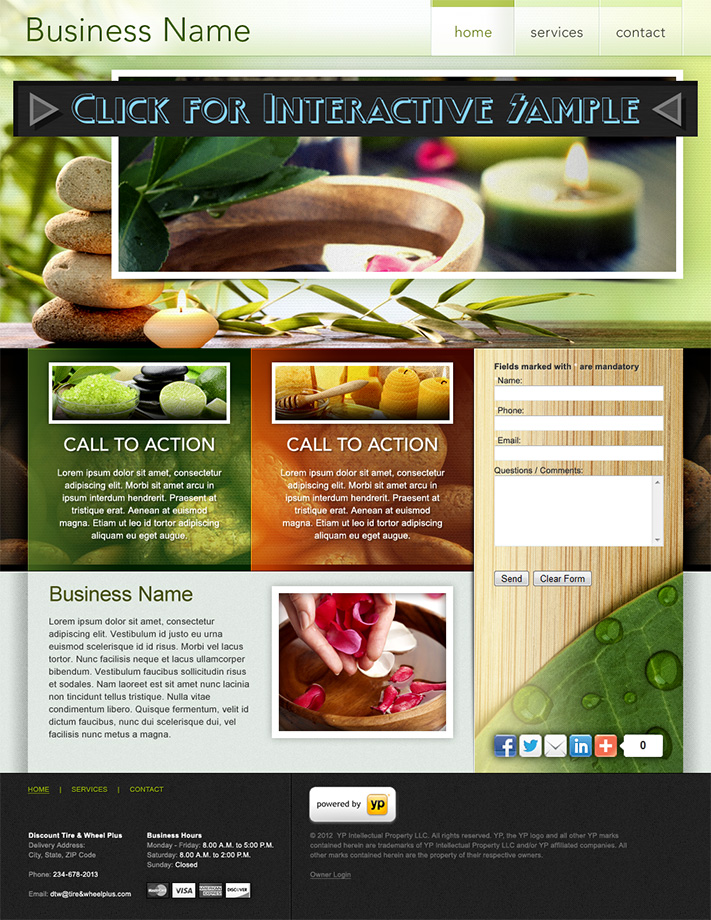 Business Name
home
services
contact
CLICK FOR INTERACTIVE SAMPLE
Fields marked with are mandatory
Name:
Phone:
Email:
Questions / Comments:
Send Clear Form
CALL TO ACTION
Lorem ipsum dolor sit amet, consectetur
adipiscing elit. Morbi sit amet arcu non arcu
ipsum interdum hendrerit. Praesent at
tristique erat. Aenean at euismod
magna. Etiam ut leo id tortor adipiscing
aliquam eu eget augue.
CALL TO ACTION
Lorem ipsum dolor sit amet, consectetur
adipiscing elit. Morbi sit amet arcu non arcu
ipsum interdum hendrerit. Praesent at
tristique erat. Aenean at euismod
magna. Etiam ut leo id tortor adipiscing
aliquam eu eget augue.
Business Name
Lorem ipsum dolor sit amet, consectetur
adipiscing elit. Vestibulum id justo eu urna
euismod scelerisque id eu risus. Morbi vel lacus
tortor. Nunc facilisis neque et lacus ullamcorper
bibendum. Vestibulum faucibus sollicitudin risus
et sodales. Nam laoreet est sit amet nunc lacinia
non tincidunt tellus tristique. Nulla vitae
condimentum libero. Quisque fermentum, velit id
dictum faucibus, nunc dui scelerisque dui, vel
facilisis nunc metus a magna.
0
HOME | SERVICES | CONTACT
powered by yp
Discount Tire & Wheel Plus
Delivery Address:
City, State, ZIP Code
Phone: 234-678-2013
Email: dtw@tire&wheelplus.com
Business Hours
Monday - Friday: 8.00 A.M. to 5:00 P.M.
Saturday: 8.00 A.M. to 2:00 P.M.
Sunday: Closed
MasterCard VISA AMERICAN EXPRESS DISCOVER
© 2012 YP Intellectual Property LLC. All rights reserved. YP, the YP logo and all other YP marks
contained herein are trademarks of YP Intellectual Property LLC and/or YP affiliated companies. All
other marks contained herein are the property of their respective owners.
Owner Login